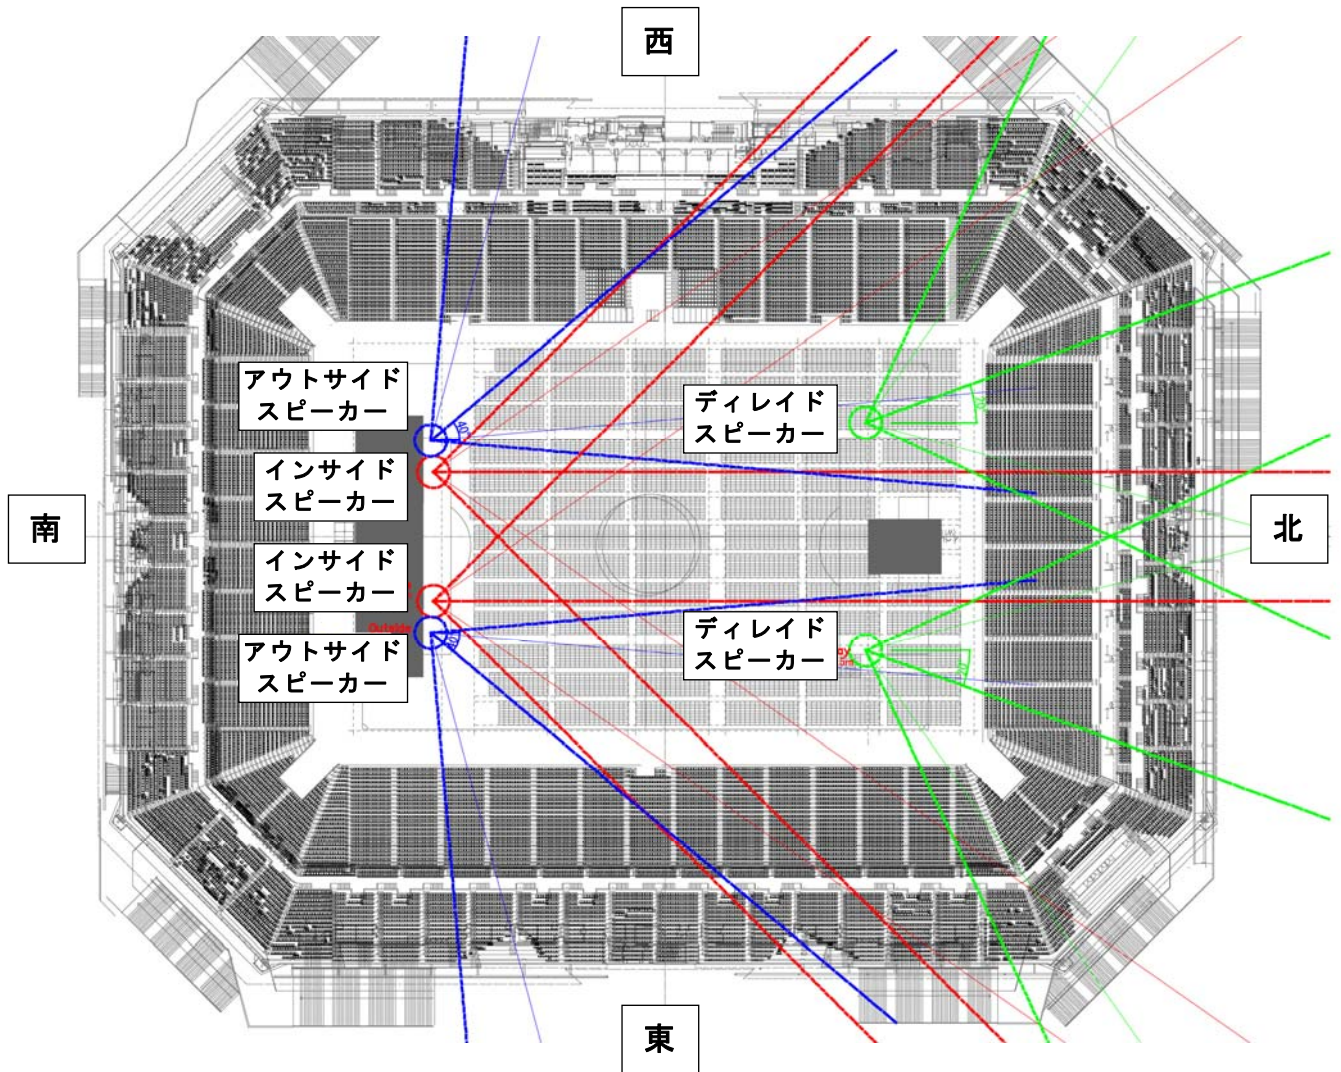 西
アウトサイド
スピーカー
40°
ディレイド
スピーカー
20°
インサイド
スピーカー
南
北
インサイド
スピーカー
Outside
アウトサイド
スピーカー
ディレイド
スピーカー
東